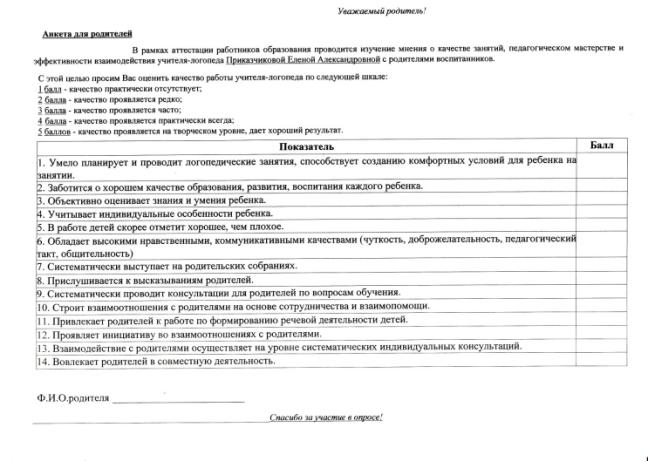 Уважаемый родитель!
Анкета для родителей
В рамках аттестации работников образования проводится изучение мнения о качестве занятий, педагогическом мастерстве и
эффективности взаимодействия учителя-логопеда Приказчиковой Еленой Александровной с родителями воспитанников.
С этой целью просим Вас оценить качество работы учителя-логопеда по следующей шкале:
1 балл - качество практически отсутствует;
2 балла - качество проявляется редко;
3 балла - качество проявляется часто;
4 балла - качество проявляется практически всегда;
5 баллов - качество проявляется на творческом уровне, дает хороший результат.
Показатель Балл
1. Умело планирует и проводит логопедические занятия, способствует созданию комфортных условий для ребенка на
занятии.
2. Заботится о хорошем качестве образования, развития, воспитания каждого ребенка.
3. Объективно оценивает знания и умения ребенка.
4. Учитывает индивидуальные особенности ребенка.
5. В работе детей скорее отметит хорошее, чем плохое.
6. Обладает высокими нравственными, коммуникативными качествами (чуткость, доброжелательность, педагогический
такт, общительность)
7. Систематически выступает на родительских собраниях.
8. Прислушивается к высказываниям родителей.
9. Систематически проводит консультации для родителей по вопросам обучения.
10. Строит взаимоотношения с родителями на основе сотрудничества и взаимопомощи.
11. Привлекает родителей к работе по формированию речевой деятельности детей.
12. Проявляет инициативу во взаимоотношениях с родителями.
13. Взаимодействие с родителями осуществляет на уровне систематических индивидуальных консультаций.
14. Вовлекает родителей в совместную деятельность.
Ф.И.О.родителя
Спасибо за участие в опросе!